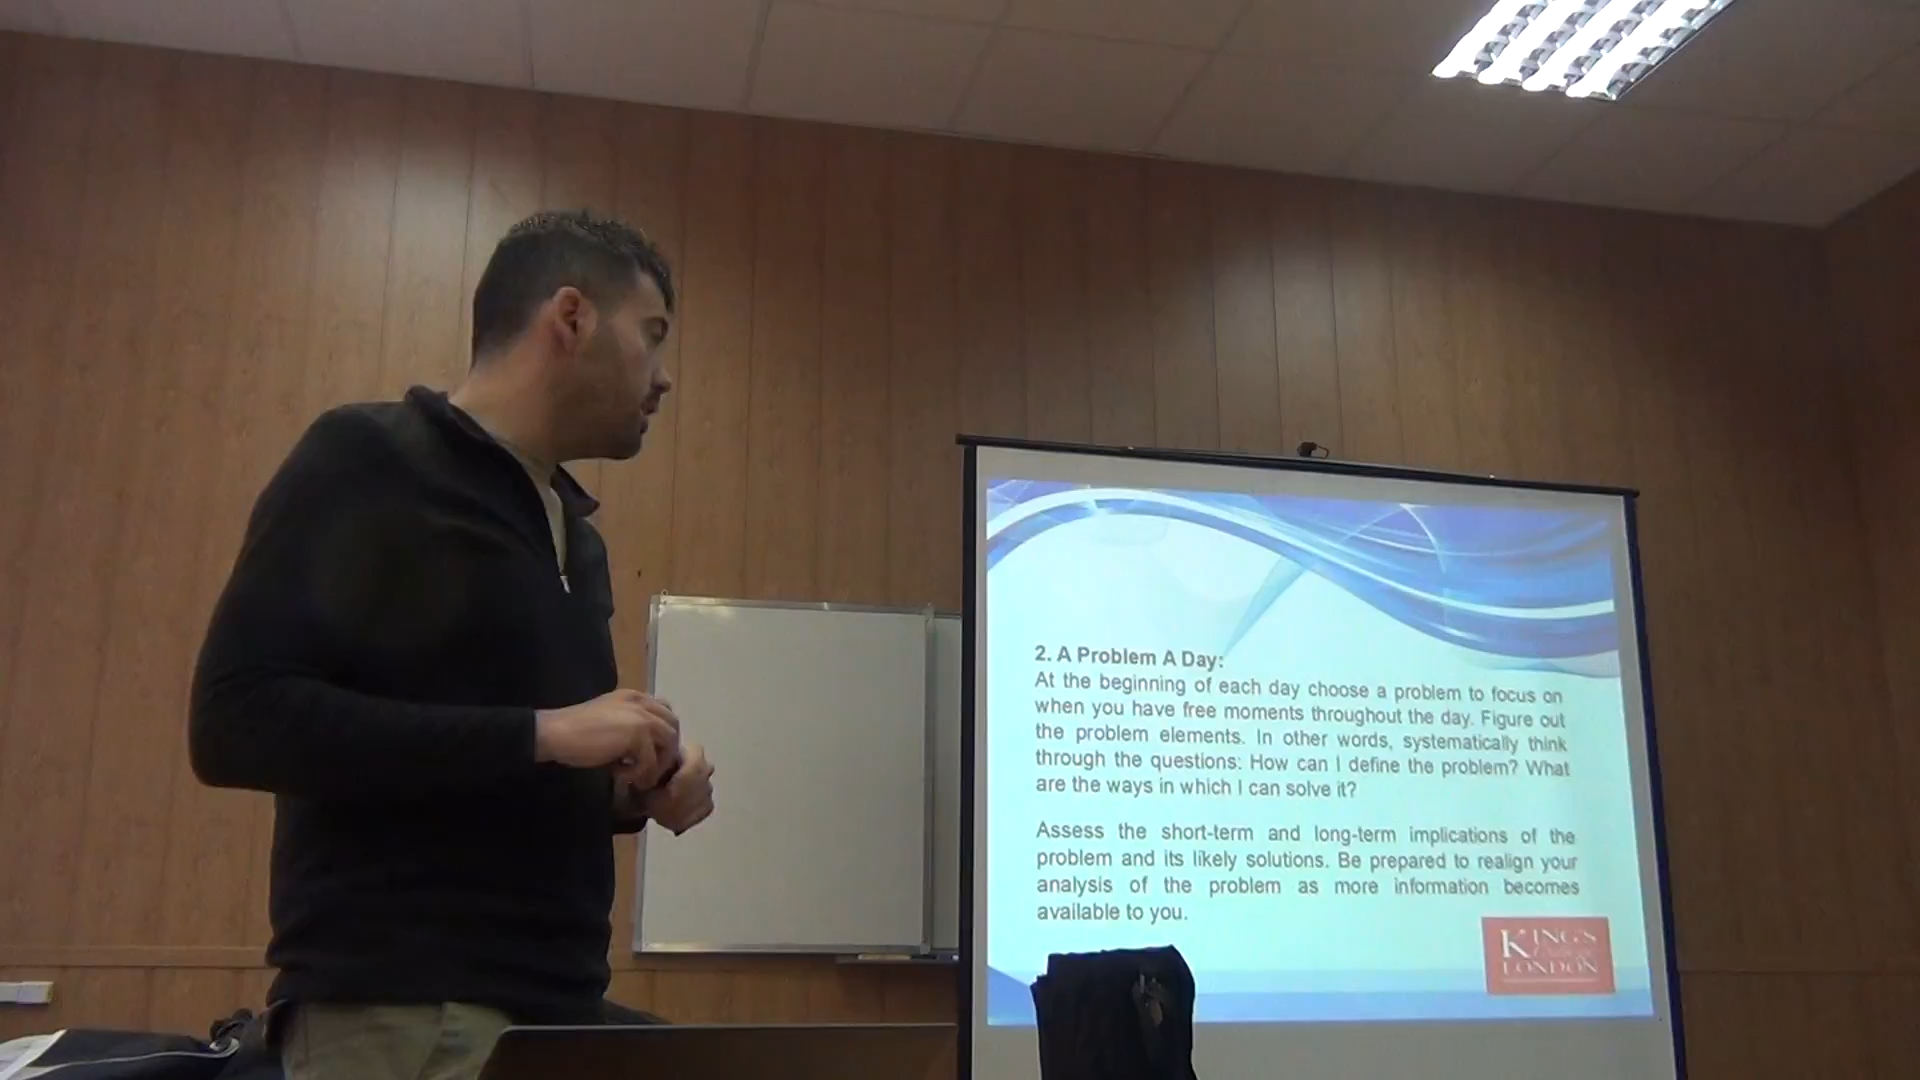 2. A Problem A Day:
At the beginning of each day choose a problem to focus on
when you have free moments throughout the day. Figure out
the problem elements. In other words, systematically think
through the questions: How can I define the problem? What
are the ways in which I can solve it?
Assess the short-term and long-term implications of the
problem and its likely solutions. Be prepared to realign your
analysis of the problem as more information becomes
available to you.
KING'S
LONDON